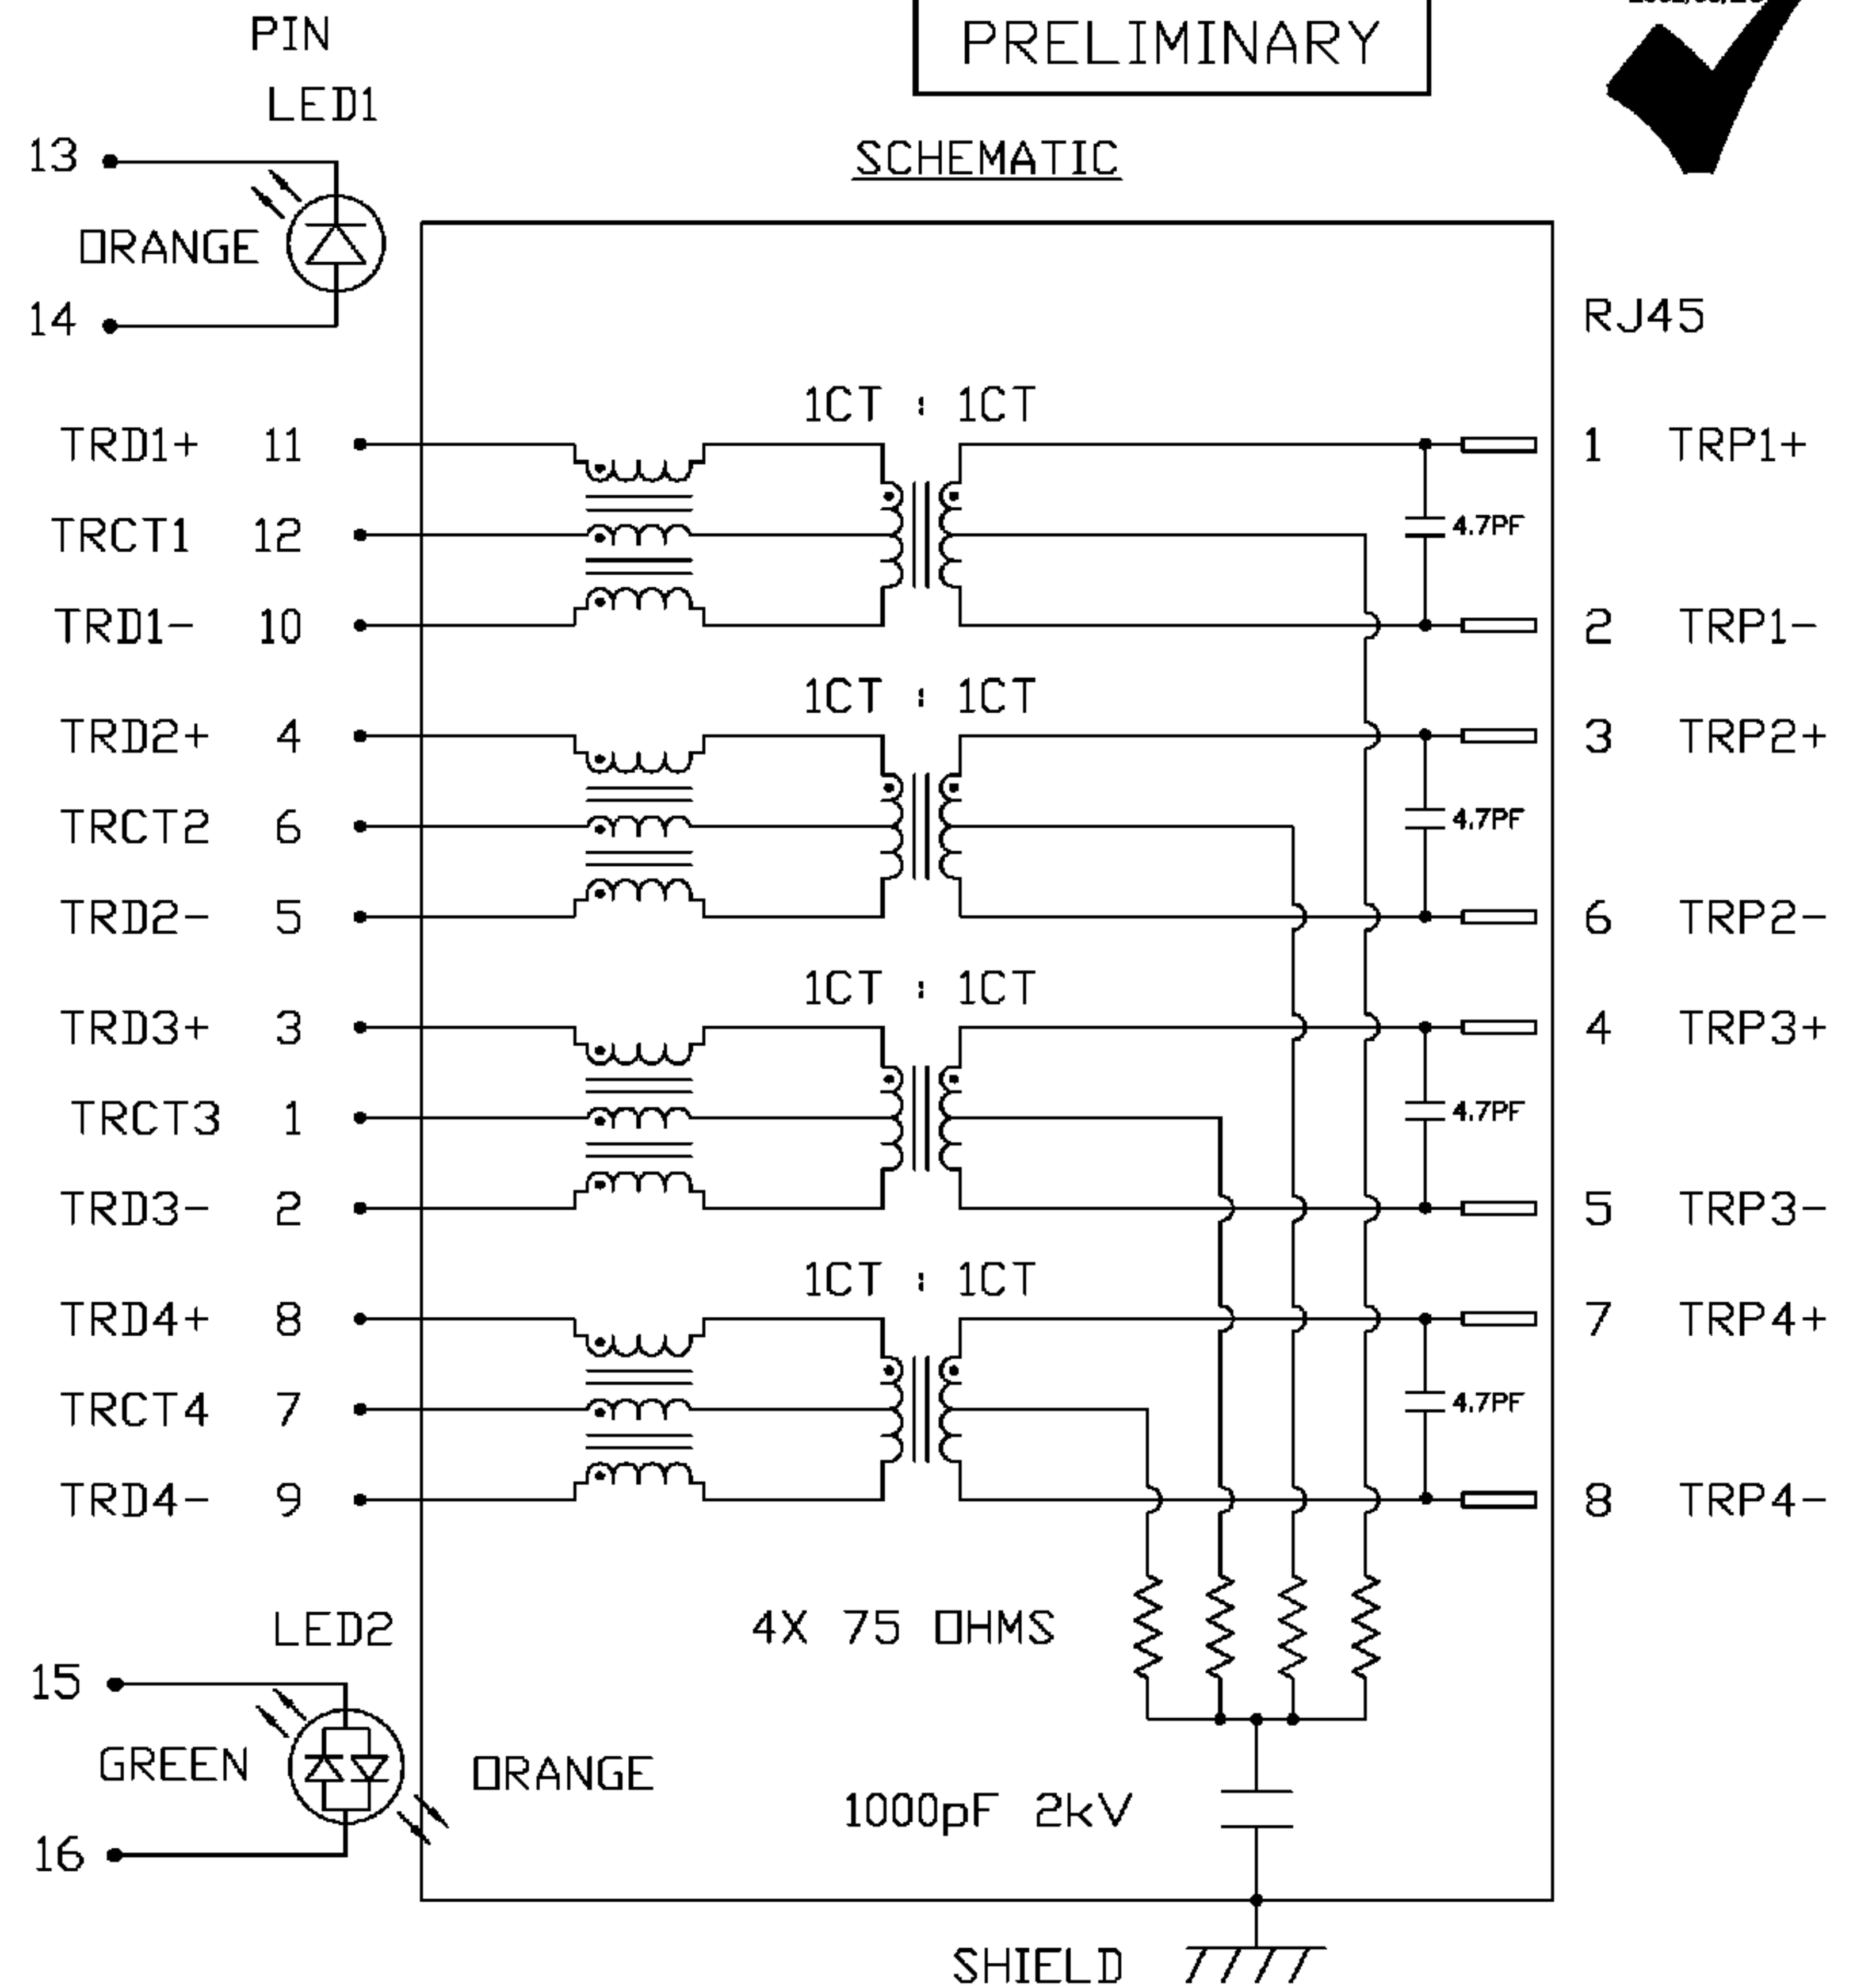 PIN
PRELIMINARY
LED1
SCHEMATIC
13
ORANGE
14
RJ45
1CT : 1CT
TRD1+ 11
1 TRP1+
TRCT1 12
4.7PF
TRD1- 10
2 TRP1-
1CT : 1CT
TRD2+ 4
3 TRP2+
TRCT2 6
4.7PF
TRD2- 5
6 TRP2-
1CT : 1CT
TRD3+ 3
4 TRP3+
TRCT3 1
4.7PF
TRD3- 2
5 TRP3-
1CT : 1CT
TRD4+ 8
7 TRP4+
TRCT4 7
4.7PF
TRD4- 9
8 TRP4-
LED2
4X 75 OHMS
15
GREEN
ORANGE
1000pF 2kV
16
SHIELD